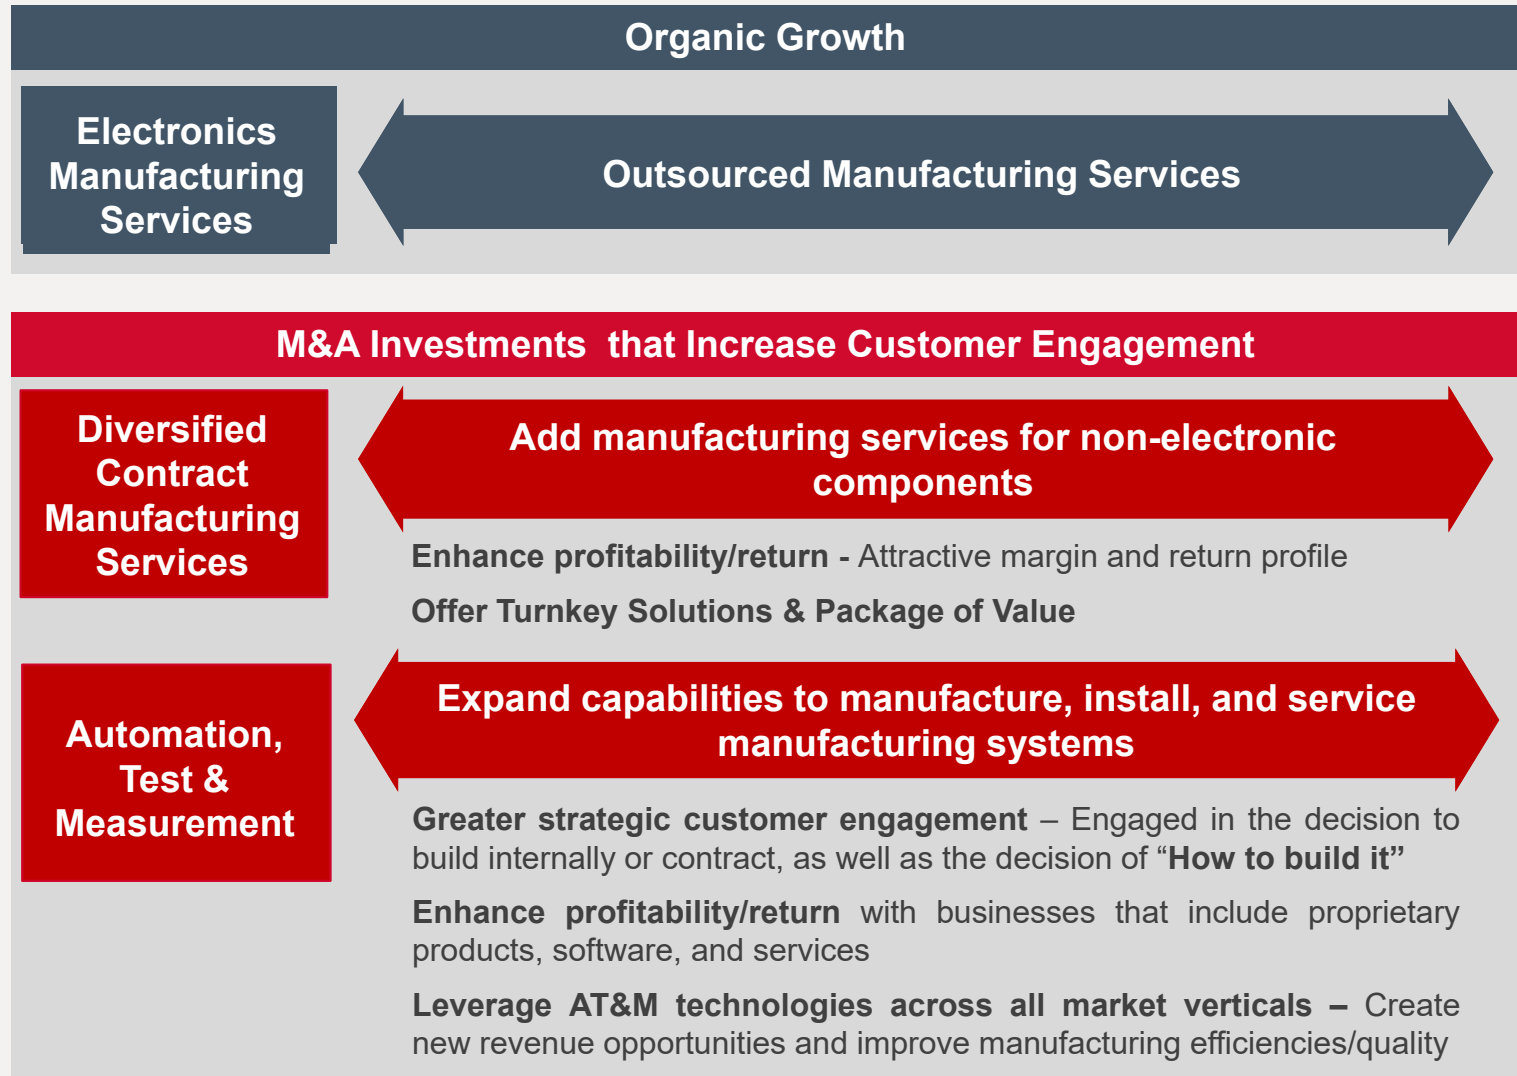 Organic Growth
Electronics
Manufacturing
Services
Outsourced Manufacturing Services
M&A Investments  that Increase Customer Engagement
Diversified
Contract
Manufacturing
Services
Add manufacturing services for non-electronic
components
Enhance profitability/return - Attractive margin and return profile
Offer Turnkey Solutions & Package of Value
Automation,
Test &
Measurement
Expand capabilities to manufacture, install, and service
manufacturing systems
Greater strategic customer engagement – Engaged in the decision to
build internally or contract, as well as the decision of “How to build it”
Enhance profitability/return with businesses that include proprietary
products, software, and services
Leverage AT&M technologies across all market verticals – Create
new revenue opportunities and improve manufacturing efficiencies/quality